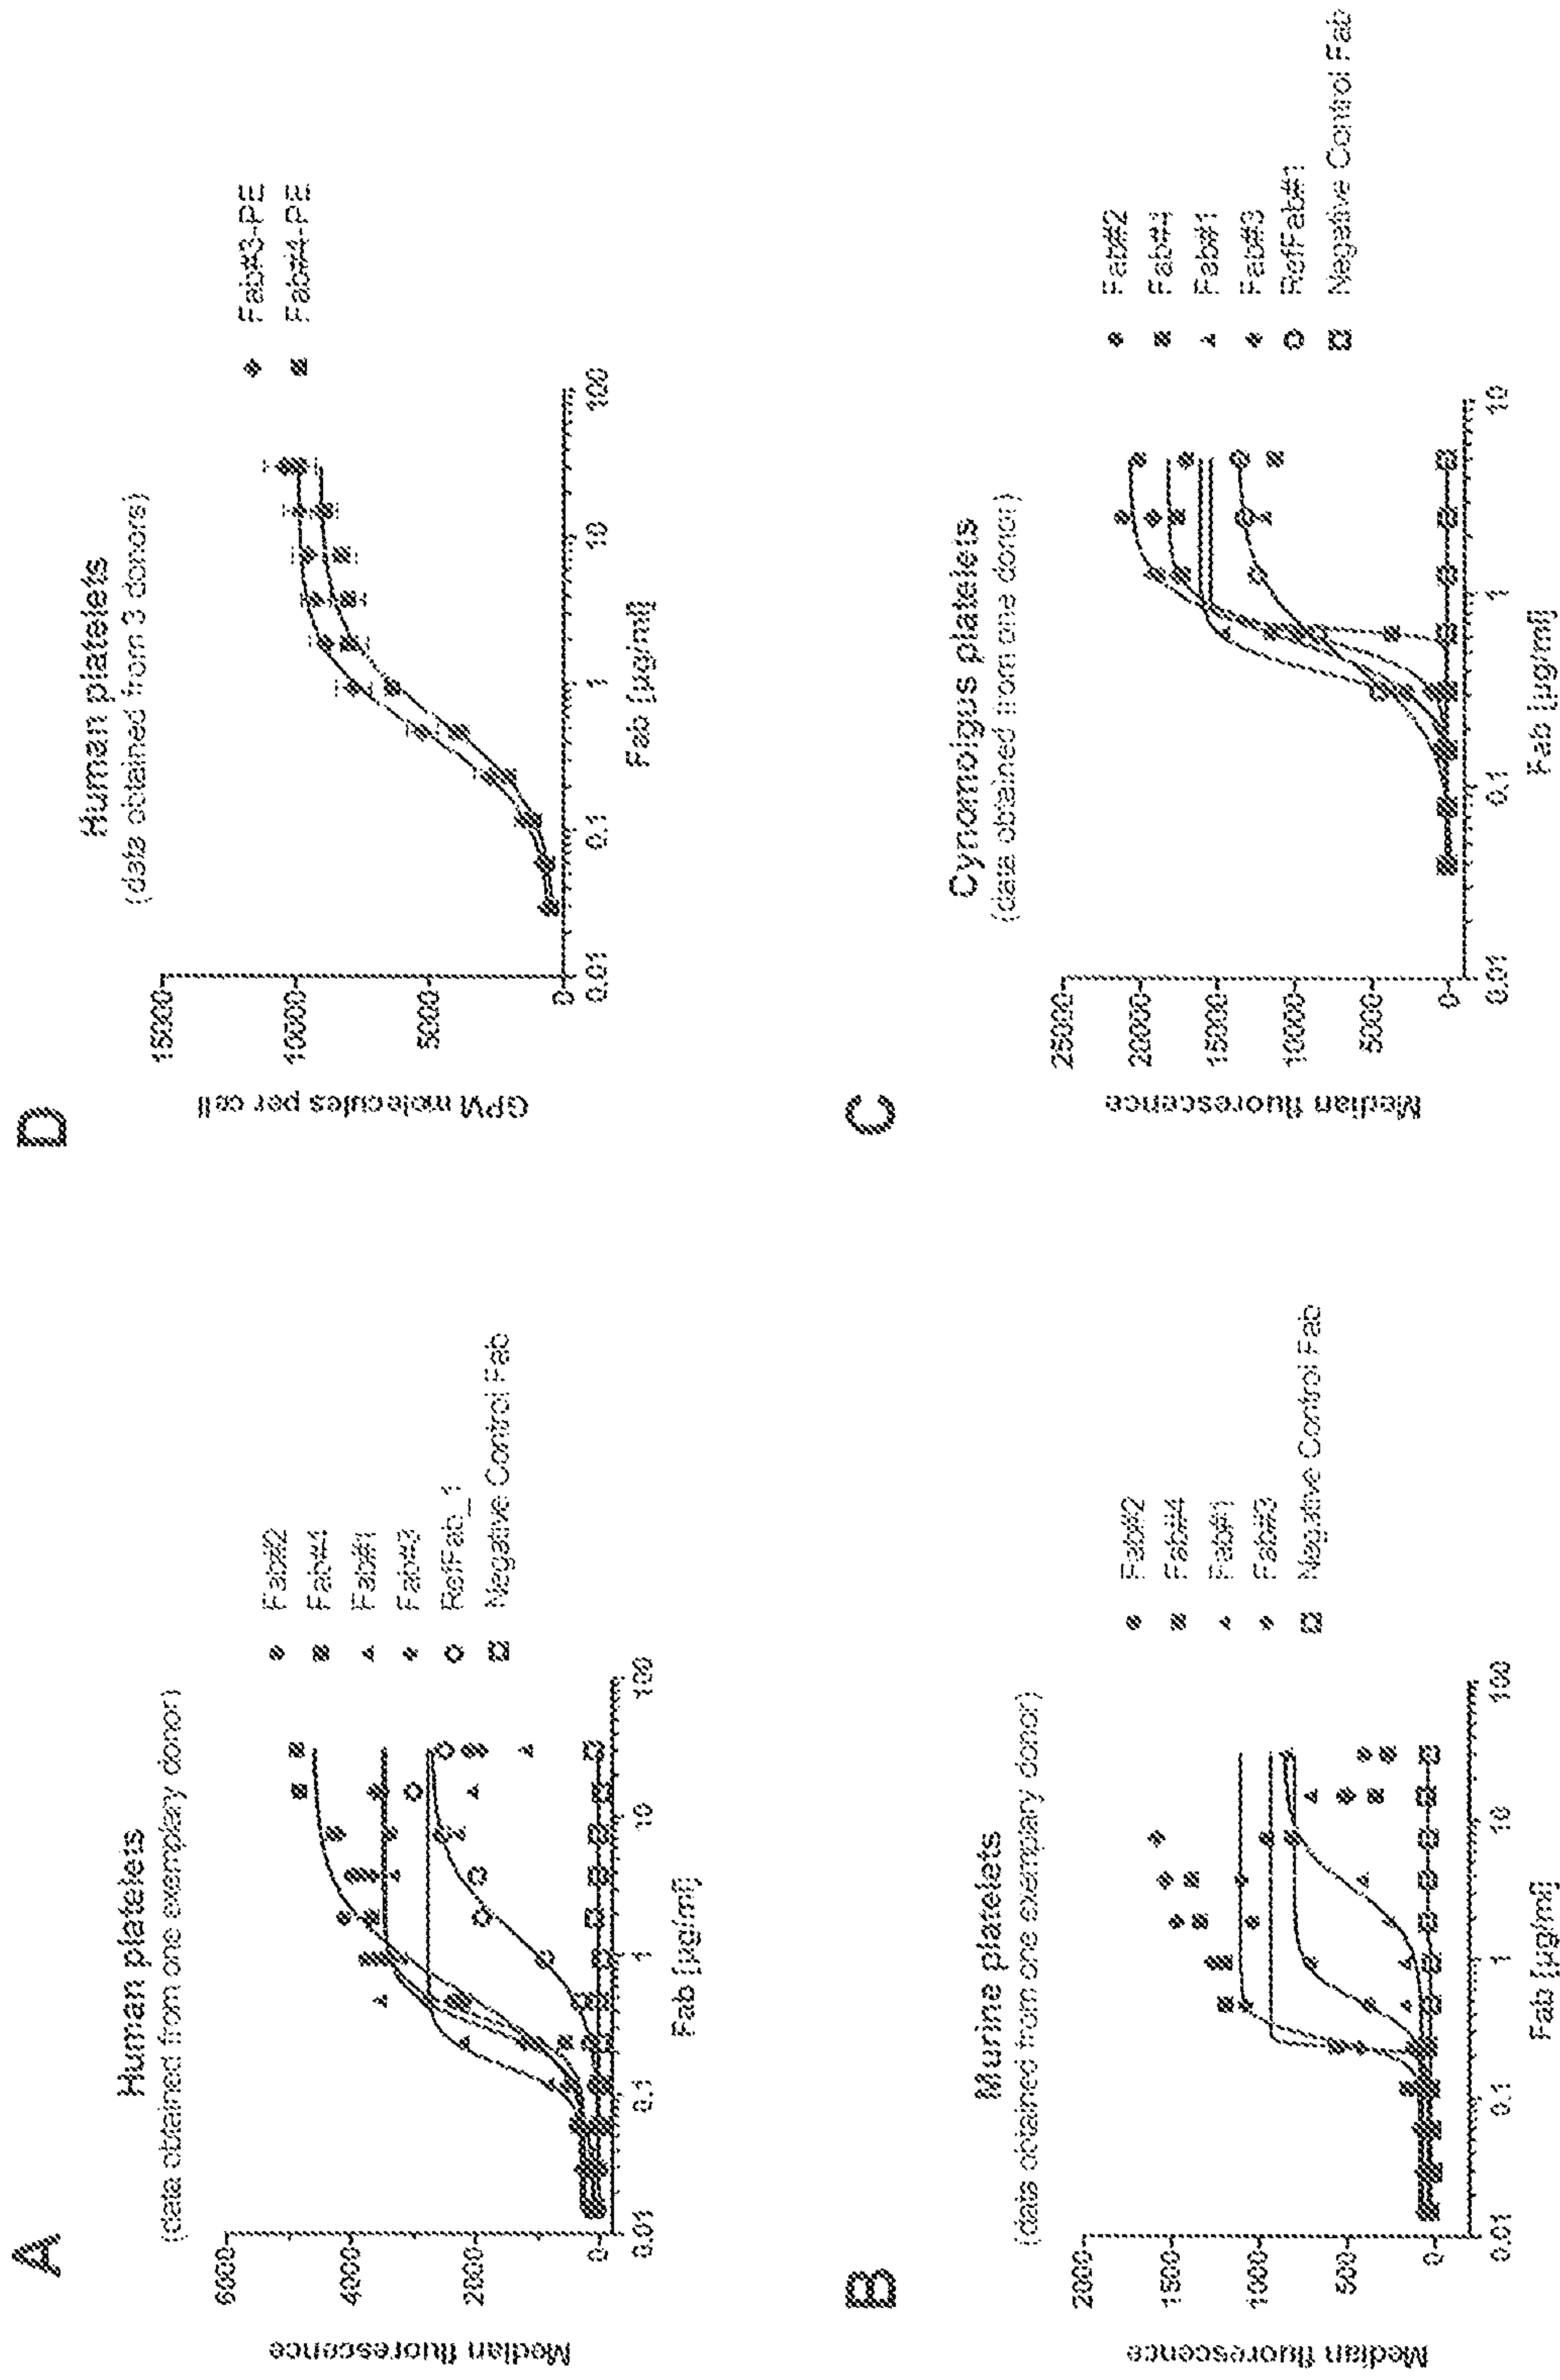 A
Human platelets
(data obtained from one exemplary donor)
Median fluorescence
6000
4000
2000
0
0.01
0.1
1
10
100
Fab [µg/ml]
Fab#2
Fab#4
Fab#1
Fab#3
RefFab_1
Negative Control Fab
D
Human platelets
(data obtained from 3 donors)
GPVI molecules per cell
15000
10000
5000
0
0.01
0.1
1
10
100
Fab [µg/ml]
Fab#3-PE
Fab#4-PE
B
Murine platelets
(data obtained from one exemplary donor)
Median fluorescence
2000
1500
1000
500
0
0.01
0.1
1
10
100
Fab [µg/ml]
Fab#2
Fab#4
Fab#1
Fab#3
Negative Control Fab
C
Cynomolgus platelets
(data obtained from one donor)
Median fluorescence
25000
20000
15000
10000
5000
0
0.01
0.1
1
10
Fab [µg/ml]
Fab#2
Fab#4
Fab#1
Fab#3
RefFab#1
Negative Control Fab